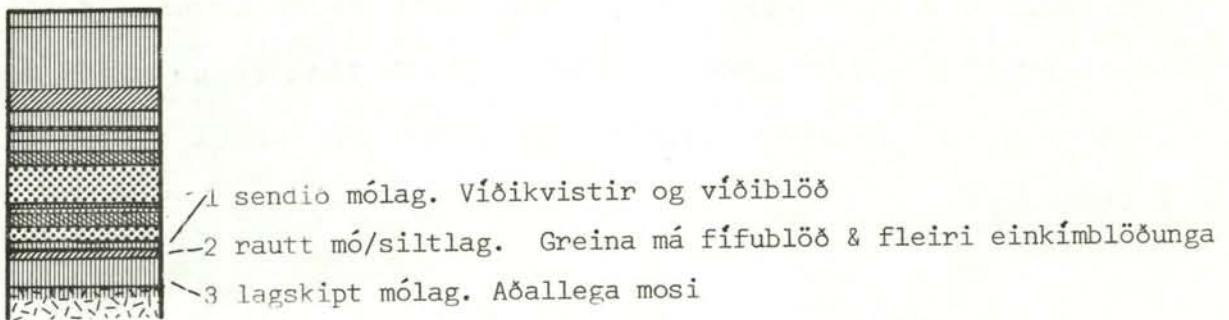 1 sendið mólag. Víðikvistir og víðiblöð
2 rautt mó/siltlag. Greina má fífublöð & fleiri einkímblöðunga
3 lagskipt mólag. Aðallega mosi